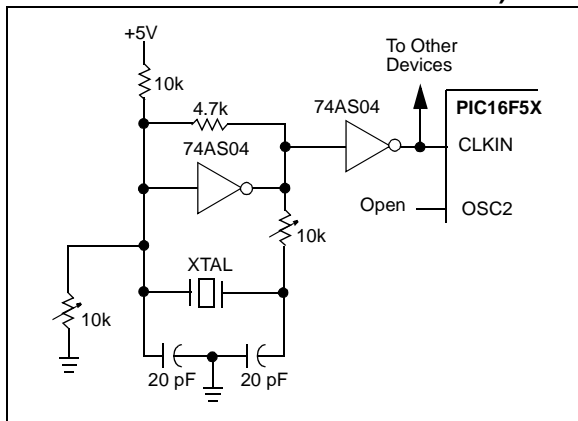 +5V
10k
4.7k
74AS04
74AS04
To Other
Devices
PIC16F5X
CLKIN
Open
OSC2
10k
XTAL
10k
20 pF
20 pF